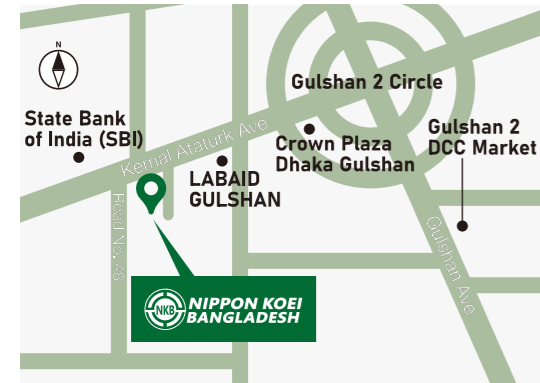 N
Gulshan 2 Circle
State Bank
of India (SBI)
Kemal Ataturk Ave
Crown Plaza
Dhaka Gulshan
Gulshan 2
DCC Market
LABAID
GULSHAN
Road No. 46
Gulshan Ave
NKB
NIPPON KOEI
BANGLADESH